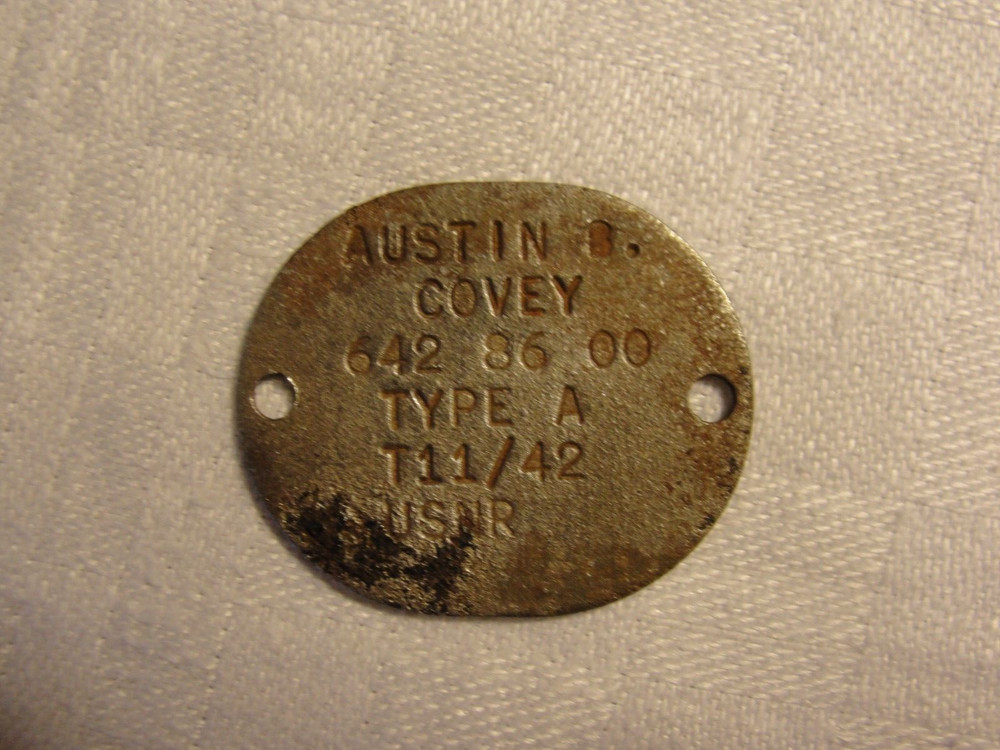 AUSTIN B.
COVEY
642 86 00
TYPE A
T11/42
USNR